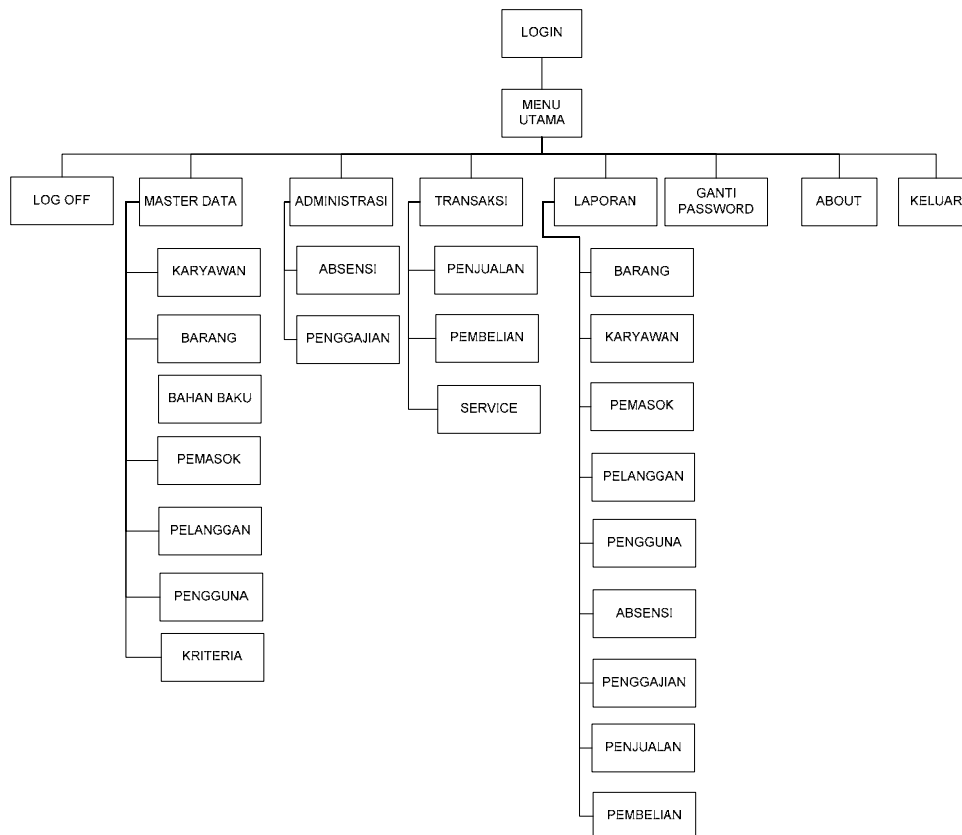 LOGIN
MENU
UTAMA
LOG OFF
MASTER DATA
ADMINISTRASI
TRANSAKSI
LAPORAN
GANTI
PASSWORD
ABOUT
KELUAR
KARYAWAN
BARANG
BAHAN BAKU
PEMASOK
PELANGGAN
PENGGUNA
KRITERIA
ABSENSI
PENGGAJIAN
PENJUALAN
PEMBELIAN
SERVICE
BARANG
KARYAWAN
PEMASOK
PELANGGAN
PENGGUNA
ABSENSI
PENGGAJIAN
PENJUALAN
PEMBELIAN